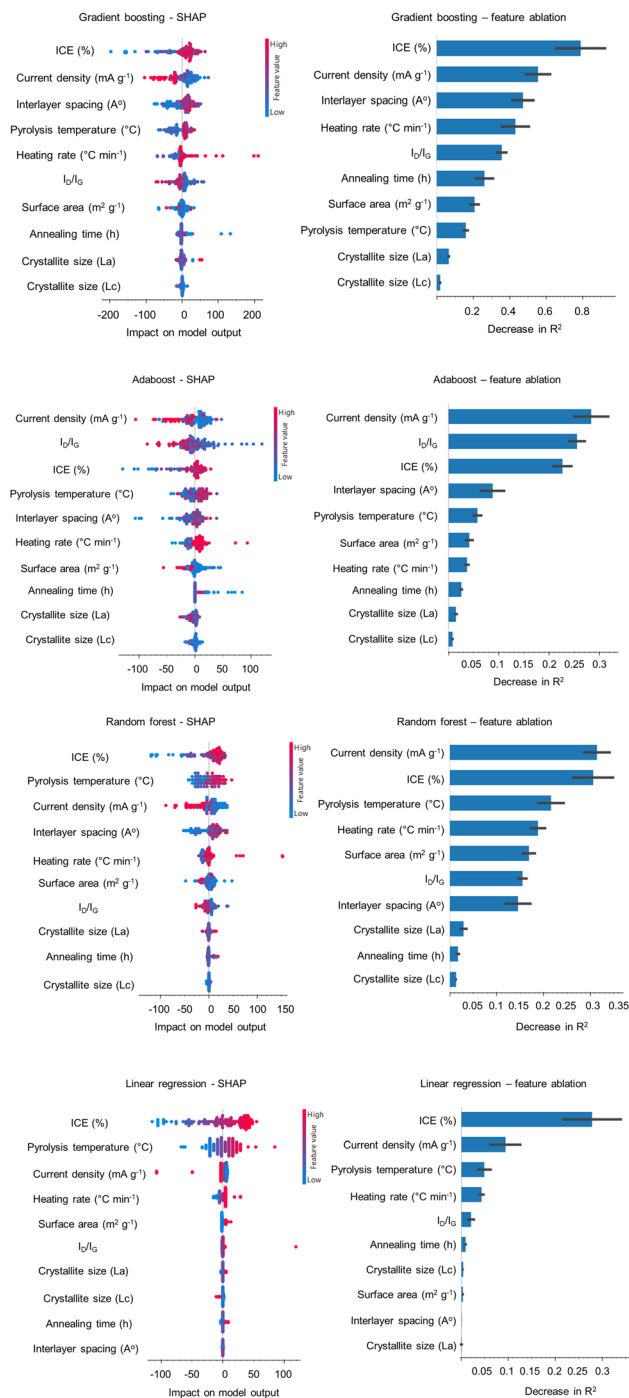 Gradient boosting - SHAP
High
Feature value
Low
ICE (%)
Current density (mA g⁻¹)
Interlayer spacing (Aᵒ)
Pyrolysis temperature (°C)
Heating rate (°C min⁻¹)
I_D/I_G
Surface area (m² g⁻¹)
Annealing time (h)
Crystallite size (La)
Crystallite size (Lc)
-200 -100 0 100 200
Impact on model output
Gradient boosting – feature ablation
ICE (%)
Current density (mA g⁻¹)
Interlayer spacing (Aᵒ)
Heating rate (°C min⁻¹)
I_D/I_G
Annealing time (h)
Surface area (m² g⁻¹)
Pyrolysis temperature (°C)
Crystallite size (La)
Crystallite size (Lc)
0.2 0.4 0.6 0.8
Decrease in R²
Adaboost - SHAP
High
Feature value
Low
Current density (mA g⁻¹)
I_D/I_G
ICE (%)
Pyrolysis temperature (°C)
Interlayer spacing (Aᵒ)
Heating rate (°C min⁻¹)
Surface area (m² g⁻¹)
Annealing time (h)
Crystallite size (La)
Crystallite size (Lc)
-100 -50 0 50 100
Impact on model output
Adaboost – feature ablation
Current density (mA g⁻¹)
I_D/I_G
ICE (%)
Interlayer spacing (Aᵒ)
Pyrolysis temperature (°C)
Surface area (m² g⁻¹)
Heating rate (°C min⁻¹)
Annealing time (h)
Crystallite size (La)
Crystallite size (Lc)
0.05 0.1 0.15 0.2 0.25 0.3
Decrease in R²
Random forest - SHAP
High
Feature value
Low
ICE (%)
Pyrolysis temperature (°C)
Current density (mA g⁻¹)
Interlayer spacing (Aᵒ)
Heating rate (°C min⁻¹)
Surface area (m² g⁻¹)
I_D/I_G
Crystallite size (La)
Annealing time (h)
Crystallite size (Lc)
-100 -50 0 50 100 150
Impact on model output
Random forest – feature ablation
Current density (mA g⁻¹)
ICE (%)
Pyrolysis temperature (°C)
Heating rate (°C min⁻¹)
Surface area (m² g⁻¹)
I_D/I_G
Interlayer spacing (Aᵒ)
Crystallite size (La)
Annealing time (h)
Crystallite size (Lc)
0.05 0.1 0.15 0.2 0.25 0.3 0.35
Decrease in R²
Linear regression - SHAP
High
Feature value
Low
ICE (%)
Pyrolysis temperature (°C)
Current density (mA g⁻¹)
Heating rate (°C min⁻¹)
Surface area (m² g⁻¹)
I_D/I_G
Crystallite size (La)
Crystallite size (Lc)
Annealing time (h)
Interlayer spacing (Aᵒ)
-100 -50 0 50 100
Impact on model output
Linear regression – feature ablation
ICE (%)
Current density (mA g⁻¹)
Pyrolysis temperature (°C)
Heating rate (°C min⁻¹)
I_D/I_G
Annealing time (h)
Crystallite size (Lc)
Surface area (m² g⁻¹)
Interlayer spacing (Aᵒ)
Crystallite size (La)
0.05 0.1 0.15 0.2 0.25 0.3
Decrease in R²